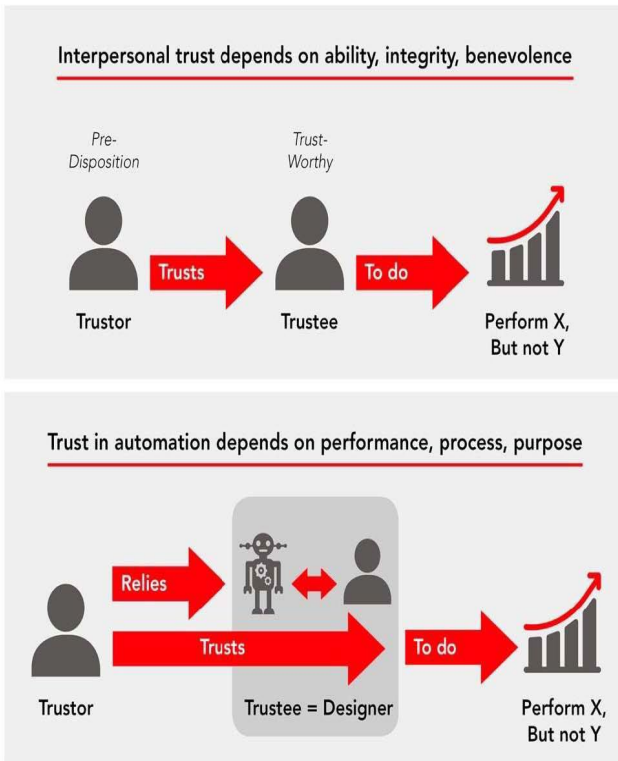 Interpersonal trust depends on ability, integrity, benevolence
Pre-
Disposition
Trust-
Worthy
Trusts
To do
Trustor
Trustee
Perform X,
But not Y
Trust in automation depends on performance, process, purpose
Relies
Trusts
To do
Trustor
Trustee = Designer
Perform X,
But not Y